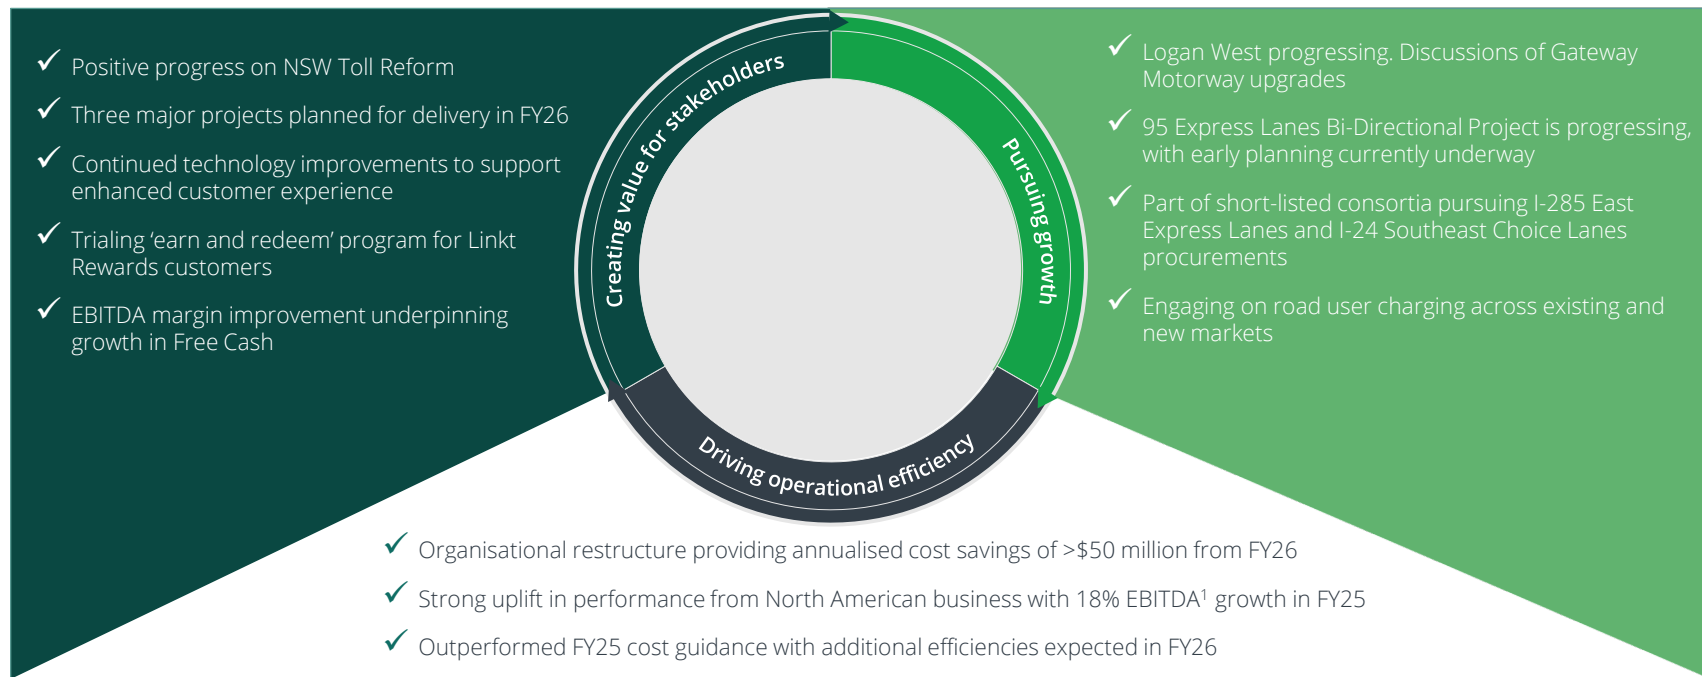 Positive progress on NSW Toll Reform
Three major projects planned for delivery in FY26
Continued technology improvements to support
enhanced customer experience
Trialing ‘earn and redeem’ program for Linkt
Rewards customers
EBITDA margin improvement underpinning
growth in Free Cash
Creating value for stakeholders
Pursuing growth
Driving operational efficiency
Logan West progressing. Discussions of Gateway
Motorway upgrades
95 Express Lanes Bi-Directional Project is progressing,
with early planning currently underway
Part of short-listed consortia pursuing I-285 East
Express Lanes and I-24 Southeast Choice Lanes
procurements
Engaging on road user charging across existing and
new markets
Organisational restructure providing annualised cost savings of >$50 million from FY26
Strong uplift in performance from North American business with 18% EBITDA¹ growth in FY25
Outperformed FY25 cost guidance with additional efficiencies expected in FY26